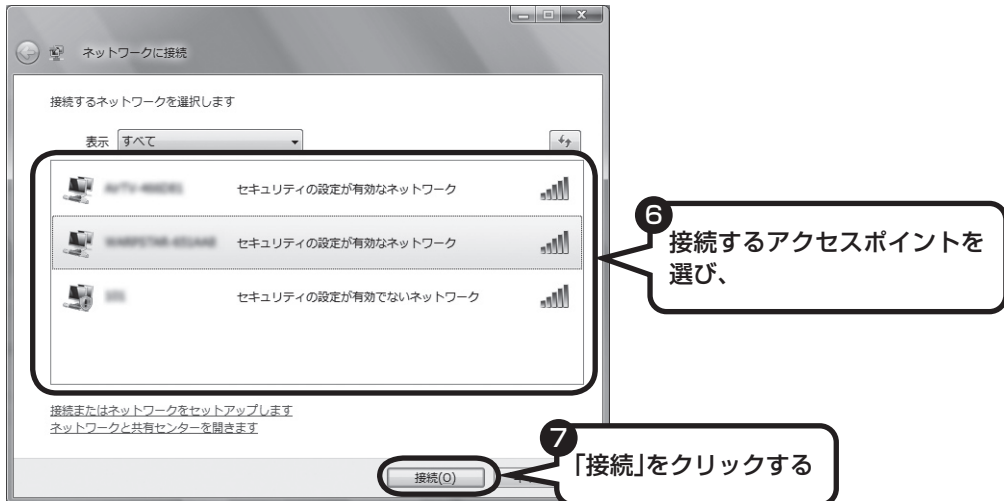 ネットワークに接続
接続するネットワークを選択します
表示 すべて
セキュリティの設定が有効なネットワーク
セキュリティの設定が有効なネットワーク
セキュリティの設定が有効でないネットワーク
6
接続するアクセスポイントを
選び、
接続またはネットワークをセットアップします
ネットワークと共有センターを開きます
7
「接続」をクリックする
接続(O)